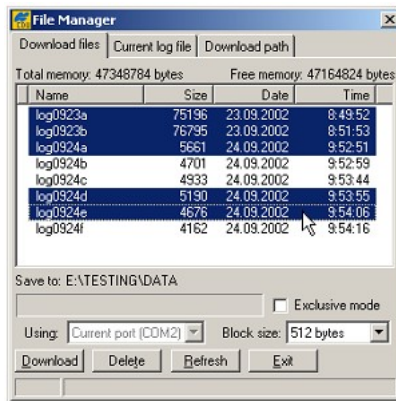 File Manager
Download files Current log file Download path
Total memory: 47348784 bytes Free memory: 47164824 bytes
Name Size Date Time
log0923a 75196 23.09.2002 8:49:52
log0923b 76795 23.09.2002 8:51:53
log0924a 5661 24.09.2002 9:52:51
log0924b 4701 24.09.2002 9:52:59
log0924c 4933 24.09.2002 9:53:44
log0924d 5190 24.09.2002 9:53:55
log0924e 4676 24.09.2002 9:54:06
log0924f 4162 24.09.2002 9:54:16
Save to: E:\TESTING\DATA
Exclusive mode
Using: Current port (COM2) Block size: 512 bytes
Download Delete Refresh Exit